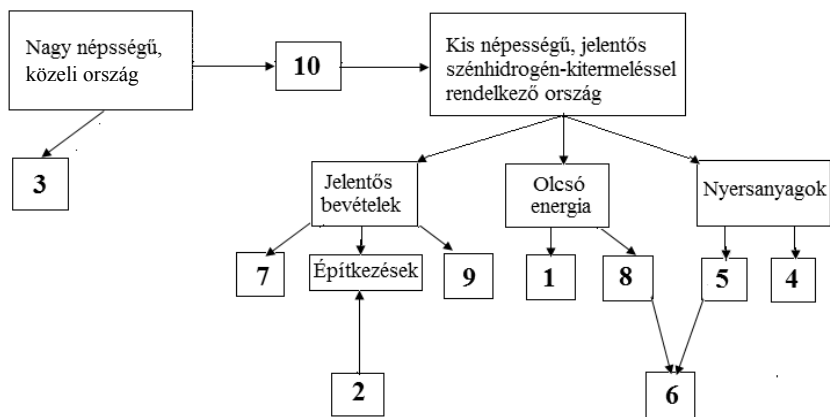 Nagy népsségű,
közeli ország
10
Kis népességű, jelentős
szénhidrogén-kitermeléssel
rendelkező ország
3
Jelentős
bevételek
Olcsó
energia
Nyersanyagok
7
Építkezések
9
1
8
5
4
2
6